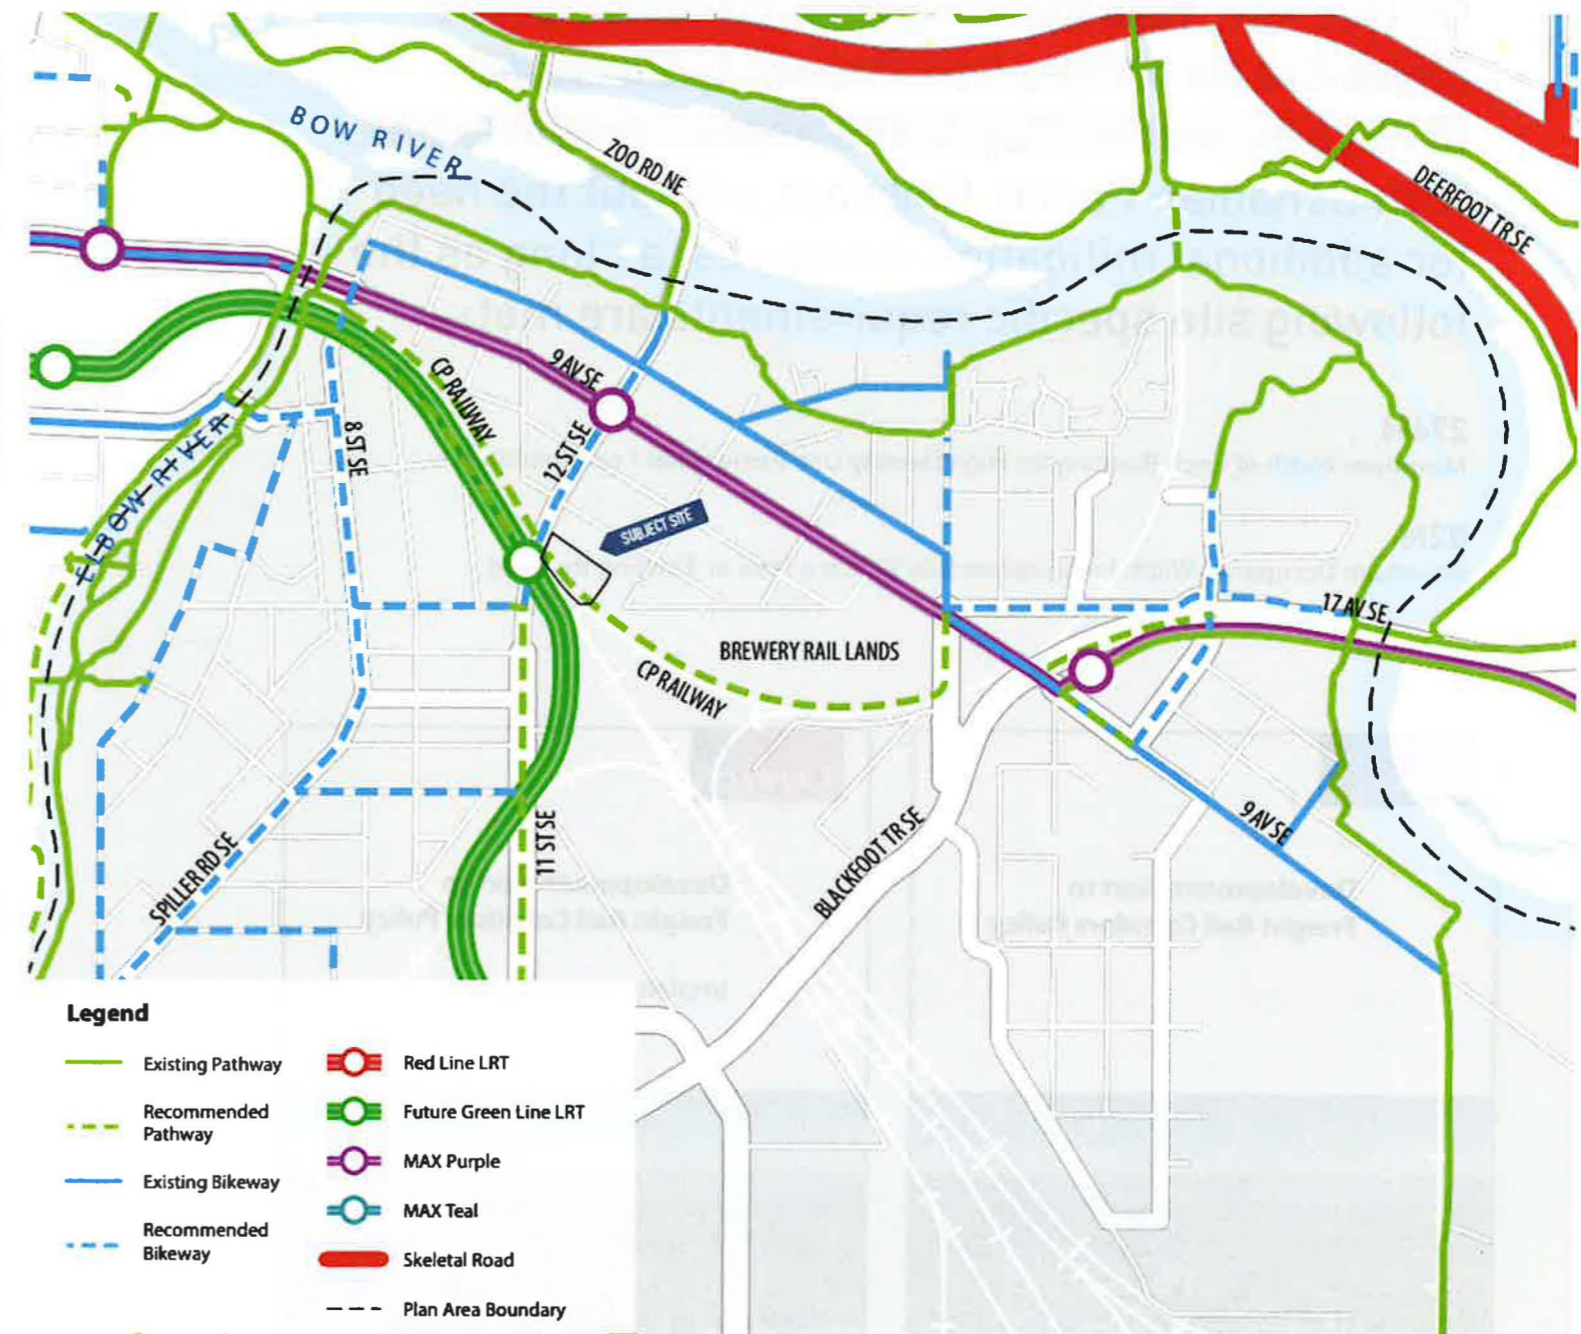 BOW RIVER
ZOO RD NE
DEERFOOT TR SE
9 AV SE
CP RAILWAY
8 ST SE
12 ST SE
ELBOW RIVER
SUBJECT SITE
17 AV SE
BREWERY RAIL LANDS
CP RAILWAY
9 AV SE
11 ST SE
BLACKFOOT TR SE
SPILLER RD SE
Legend
Existing Pathway
Recommended
Pathway
Existing Bikeway
Recommended
Bikeway
Red Line LRT
Future Green Line LRT
MAX Purple
MAX Teal
Skeletal Road
Plan Area Boundary